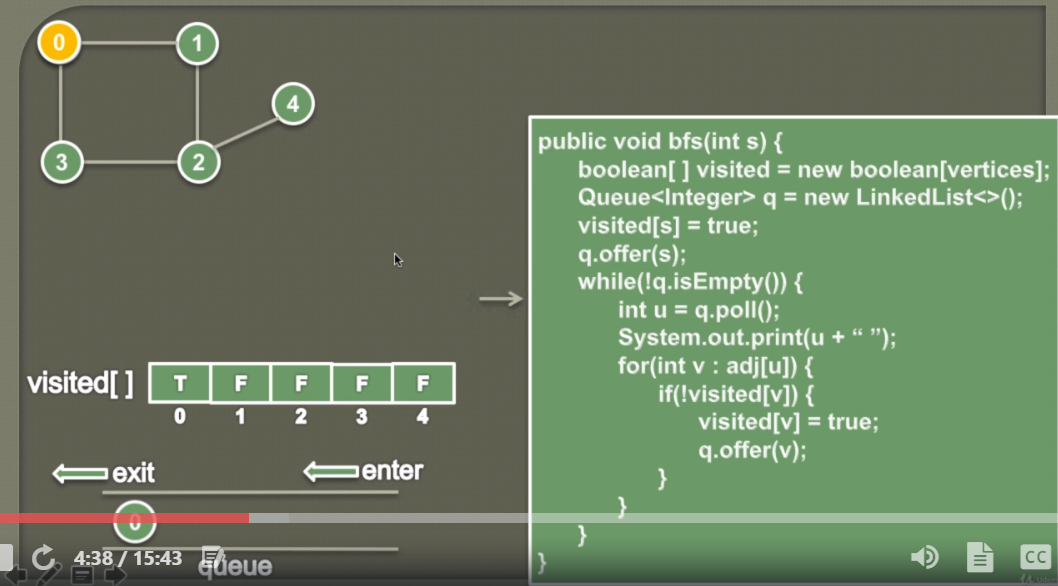 0
1
4
3
2
public void bfs(int s) {
boolean[ ] visited = new boolean[vertices];
Queue<Integer> q = new LinkedList<>();
visited[s] = true;
q.offer(s);
while(!q.isEmpty()) {
int u = q.poll();
System.out.print(u + “ ”);
for(int v : adj[u]) {
if(!visited[v]) {
visited[v] = true;
q.offer(v);
}
}
}
}
visited[ ] T F F F F
0 1 2 3 4
exit enter
0
queue
4:38 / 15:43
CC